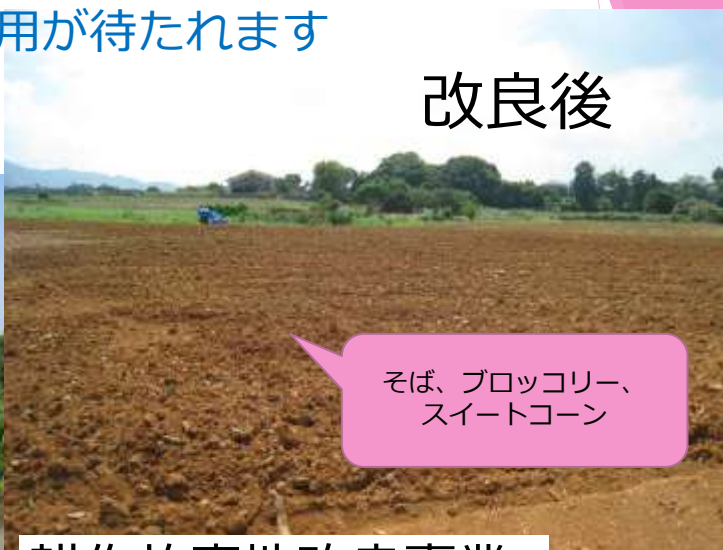 用が待たれます
改良後
そば、ブロッコリー、
スイートコーン